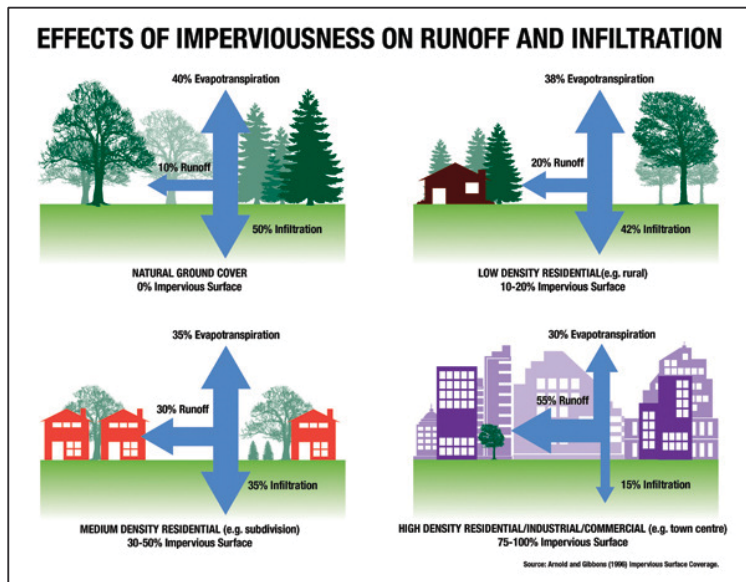 EFFECTS OF IMPERVIOUSNESS ON RUNOFF AND INFILTRATION
40% Evapotranspiration
10% Runoff
50% Infiltration
NATURAL GROUND COVER
0% Impervious Surface
38% Evapotranspiration
20% Runoff
42% Infiltration
LOW DENSITY RESIDENTIAL(e.g. rural)
10-20% Impervious Surface
35% Evapotranspiration
30% Runoff
35% Infiltration
MEDIUM DENSITY RESIDENTIAL (e.g. subdivision)
30-50% Impervious Surface
30% Evapotranspiration
55% Runoff
15% Infiltration
HIGH DENSITY RESIDENTIAL/INDUSTRIAL/COMMERCIAL (e.g. town centre)
75-100% Impervious Surface
Source: Arnold and Gibbons (1996) Impervious Surface Coverage.